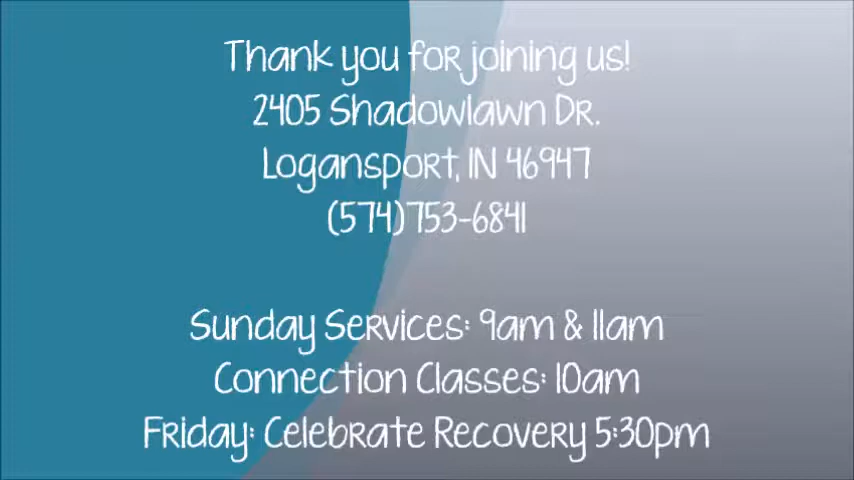 Thank you for joining us!
2405 Shadowlawn Dr.
Logansport, IN 46947
(574)753-6841
Sunday Services: 9am & 11am
Connection Classes: 10am
Friday: Celebrate Recovery 5:30pm